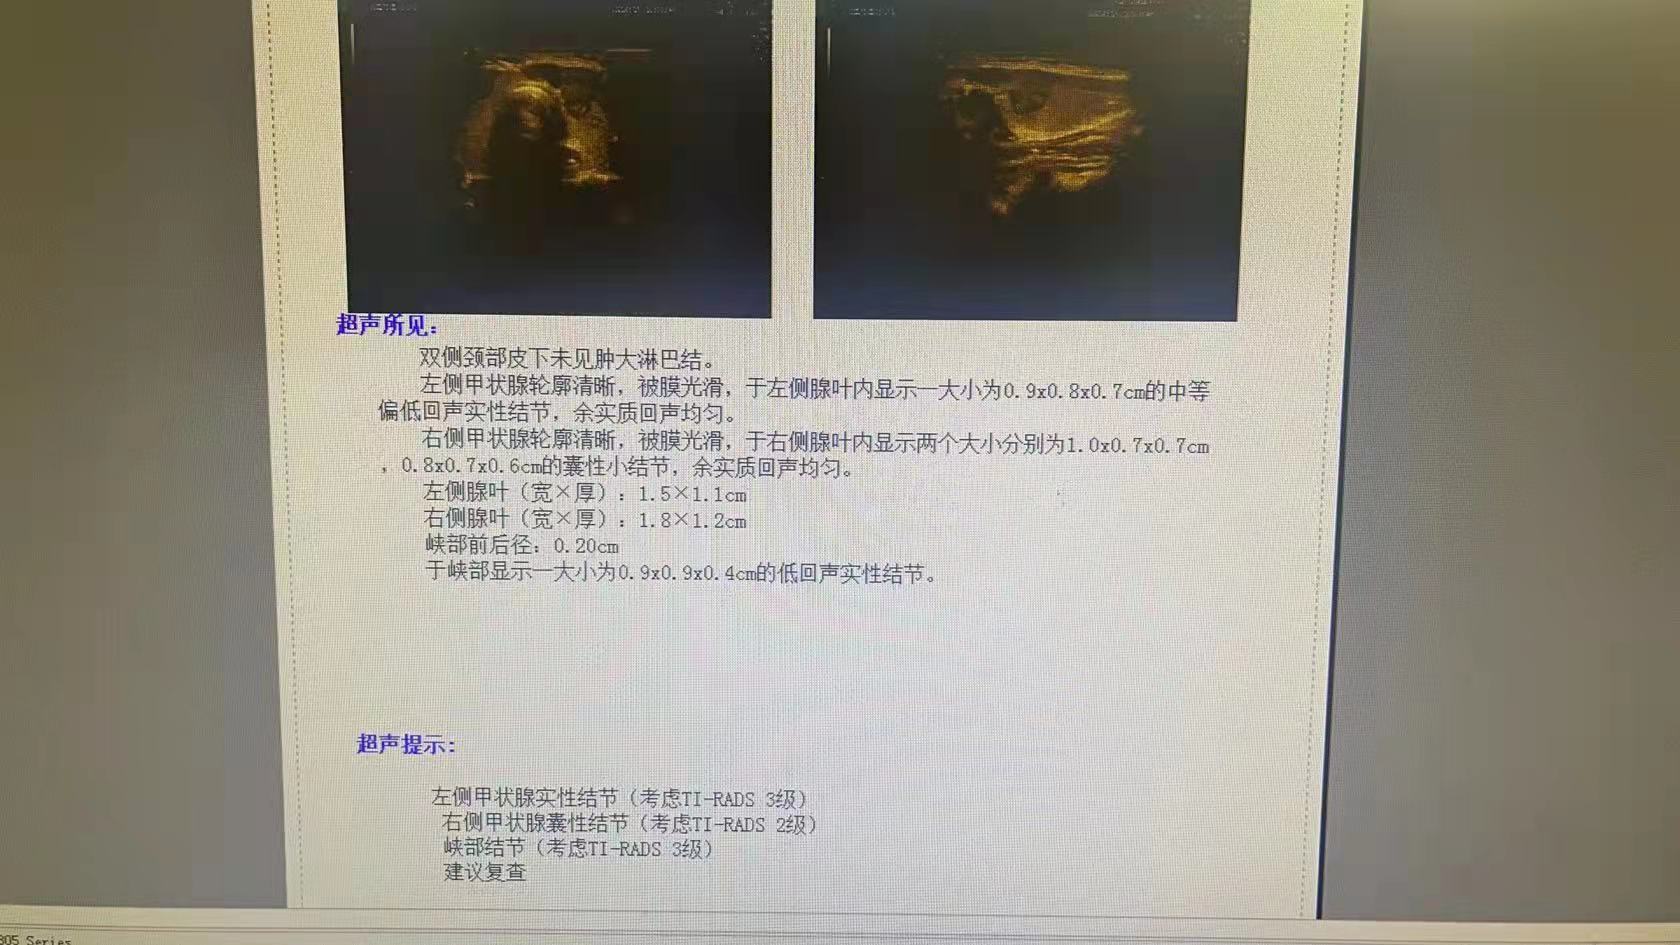 超声所见:
双侧颈部皮下未见肿大淋巴结。
左侧甲状腺轮廓清晰，被膜光滑，于左侧腺叶内显示一大小为0.9x0.8x0.7cm的中等
偏低回声实性结节，余实质回声均匀。
右侧甲状腺轮廓清晰，被膜光滑，于右侧腺叶内显示两个大小分别为1.0x0.7x0.7cm
，0.8x0.7x0.6cm的囊性小结节，余实质回声均匀。
左侧腺叶（宽×厚）：1.5×1.1cm
右侧腺叶（宽×厚）：1.8×1.2cm
峡部前后径：0.20cm
于峡部显示一大小为0.9x0.9x0.4cm的低回声实性结节。
超声提示:
左侧甲状腺实性结节（考虑TI-RADS 3级）
右侧甲状腺囊性结节（考虑TI-RADS 2级）
峡部结节（考虑TI-RADS 3级）
建议复查
805 Series